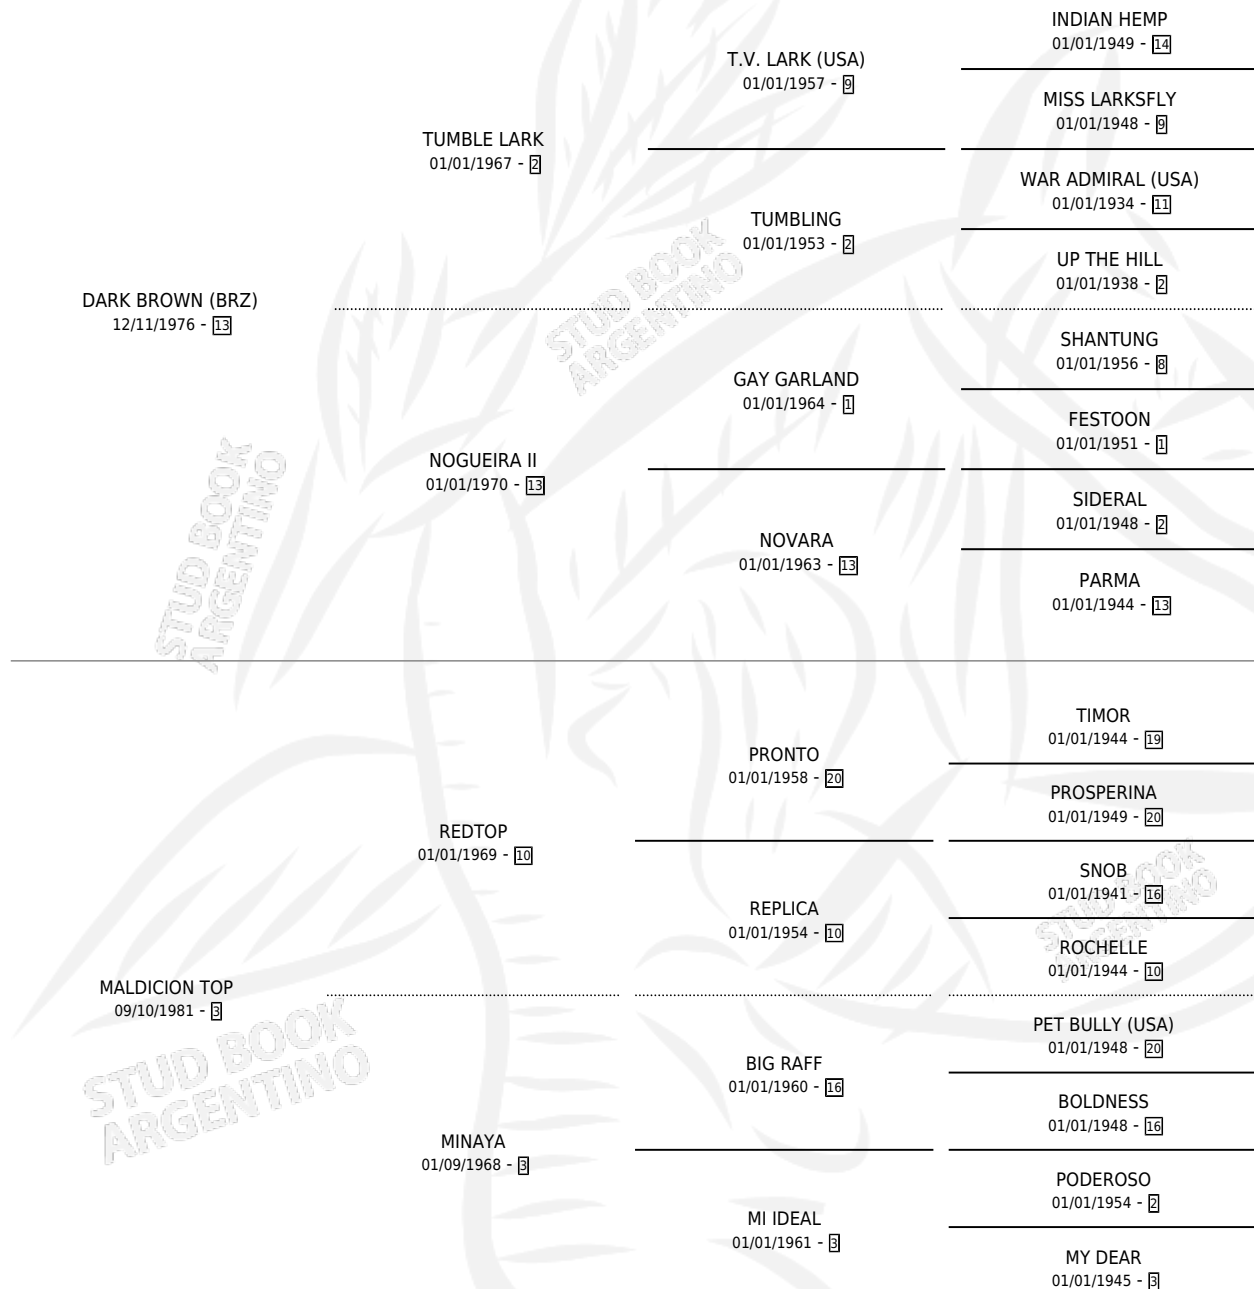 INDIAN HEMP
01/01/1949 - 14
T.V. LARK (USA)
01/01/1957 - 9
MISS LARKSFLY
01/01/1948 - 9
TUMBLE LARK
01/01/1967 - 2
WAR ADMIRAL (USA)
01/01/1934 - 11
TUMBLING
01/01/1953 - 2
UP THE HILL
01/01/1938 - 2
DARK BROWN (BRZ)
12/11/1976 - 13
SHANTUNG
01/01/1956 - 8
GAY GARLAND
01/01/1964 - 1
FESTOON
01/01/1951 - 1
NOGUEIRA II
01/01/1970 - 13
SIDERAL
01/01/1948 - 2
NOVARA
01/01/1963 - 13
PARMA
01/01/1944 - 13
STUD BOOK
ARGENTINO
STUD BOOK
ARGENTINO
TIMOR
01/01/1944 - 19
PRONTO
01/01/1958 - 20
PROSPERINA
01/01/1949 - 20
REDTOP
01/01/1969 - 10
SNOB
01/01/1941 - 16
REPLICA
01/01/1954 - 10
ROCHELLE
01/01/1944 - 10
MALDICION TOP
09/10/1981 - 3
PET BULLY (USA)
01/01/1948 - 20
BIG RAFF
01/01/1960 - 16
BOLDNESS
01/01/1948 - 16
MINAYA
01/09/1968 - 3
PODEROSO
01/01/1954 - 2
MI IDEAL
01/01/1961 - 3
MY DEAR
01/01/1945 - 3
STUD BOOK
ARGENTINO
STUD BOOK
ARGENTINO